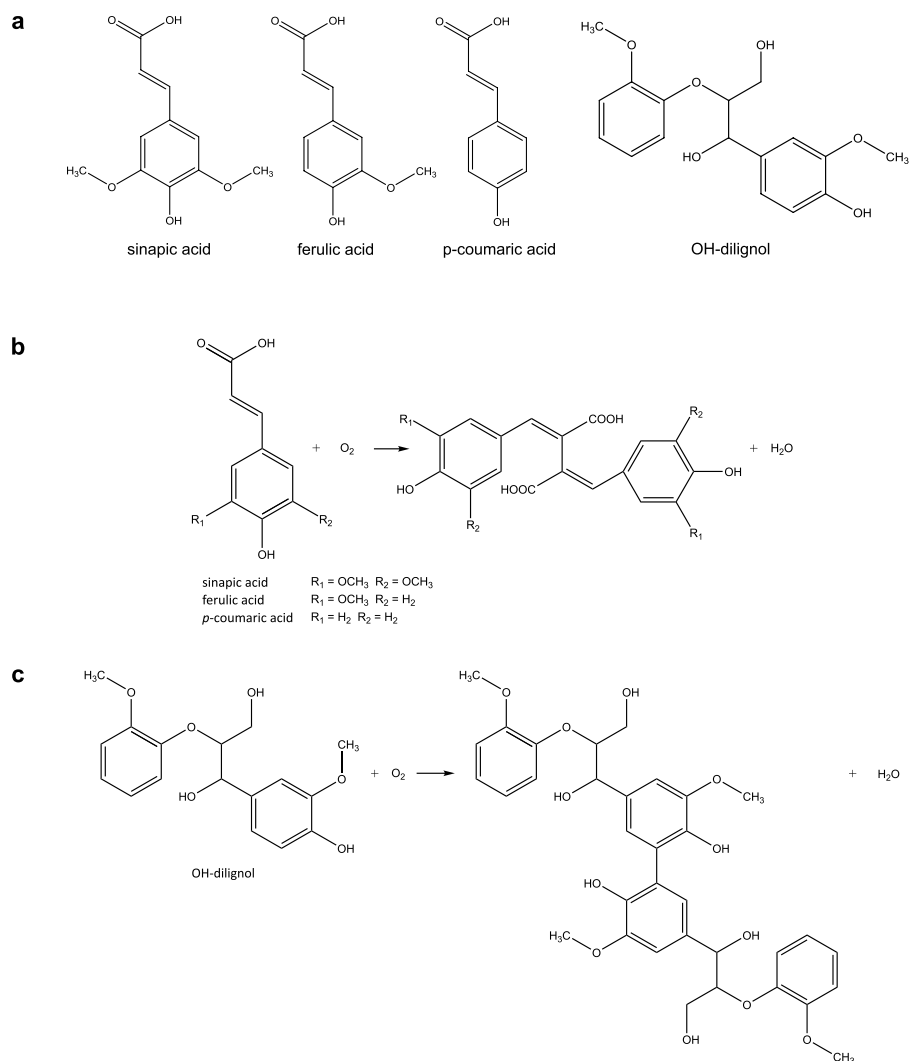 a
O OH O OH O OH
H₃C O OH
O
H₃C O O CH₃ O CH₃ HO O CH₃
OH OH OH OH
sinapic acid ferulic acid p-coumaric acid OH-dilignol
b
O OH
R₁ COOH R₂
+ O₂ + H₂O
HO HOOC OH
R₁ R₂ R₂ R₁
OH
sinapic acid R₁ = OCH₃ R₂ = OCH₃
ferulic acid R₁ = OCH₃ R₂ = H₂
p-coumaric acid R₁ = H₂ R₂ = H₂
c
H₃C O OH H₃C O OH
O CH₃ O
+ O₂ + H₂O
HO O HO O CH₃
OH OH
OH-dilignol
HO
H₃C O OH
O
OH O CH₃